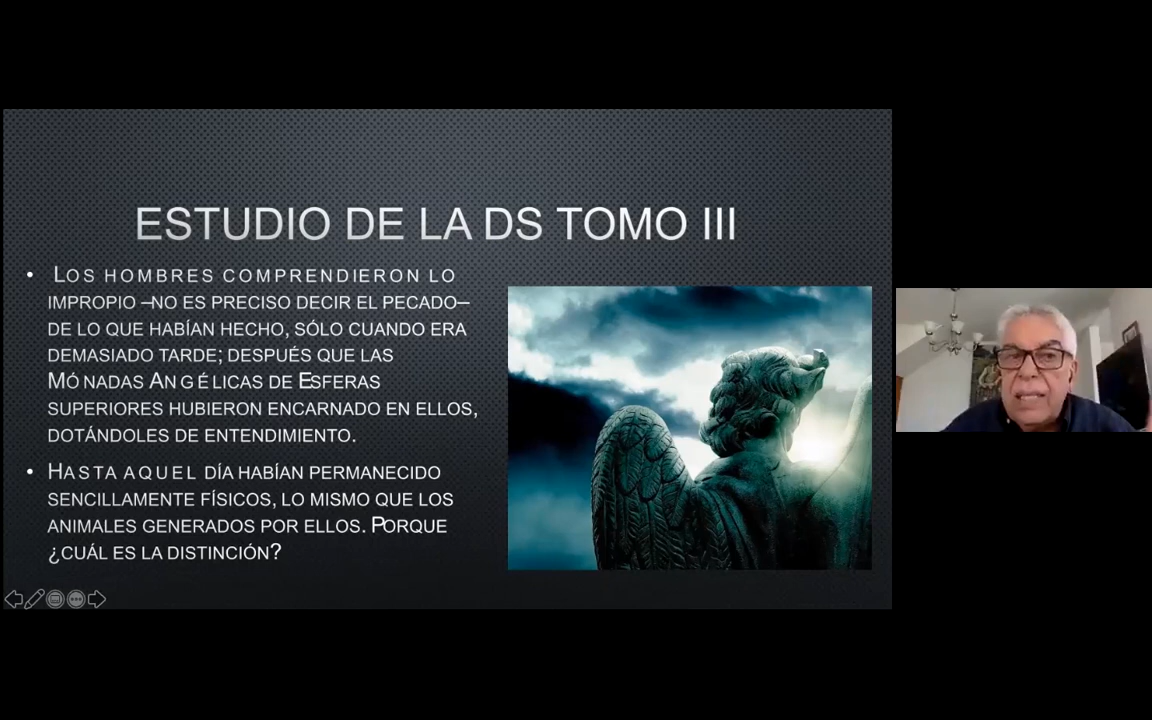 ESTUDIO DE LA DS TOMO III
• LOS HOMBRES COMPRENDIERON LO
IMPROPIO –NO ES PRECISO DECIR EL PECADO–
DE LO QUE HABÍAN HECHO, SÓLO CUANDO ERA
DEMASIADO TARDE; DESPUÉS QUE LAS
MÓNADAS ANGÉLICAS DE ESFERAS
SUPERIORES HUBIERON ENCARNADO EN ELLOS,
DOTÁNDOLES DE ENTENDIMIENTO.
• HASTA AQUEL DÍA HABÍAN PERMANECIDO
SENCILLAMENTE FÍSICOS, LO MISMO QUE LOS
ANIMALES GENERADOS POR ELLOS. PORQUE
¿CUÁL ES LA DISTINCIÓN?